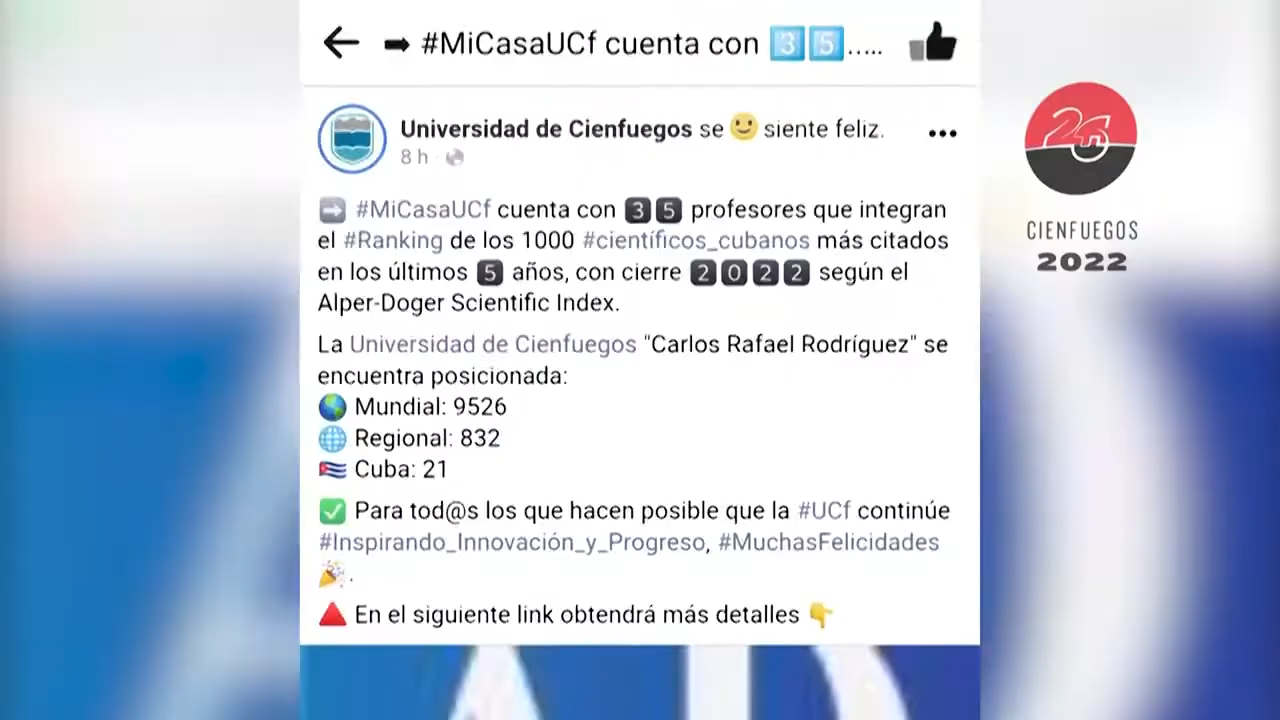 ← ➡ #MiCasaUCf cuenta con 3️⃣5️⃣.....
Universidad de Cienfuegos se 🙂 siente feliz.
8 h ·
➡️ #MiCasaUCf cuenta con 3️⃣5️⃣ profesores que integran
el #Ranking de los 1000 #científicos_cubanos más citados
en los últimos 5️⃣ años, con cierre 2️⃣0️⃣2️⃣2️⃣ según el
Alper-Doger Scientific Index.
La Universidad de Cienfuegos "Carlos Rafael Rodríguez" se
encuentra posicionada:
🌎 Mundial: 9526
🌐 Regional: 832
🇨🇺 Cuba: 21
✅ Para tod@s los que hacen posible que la #UCf continúe
#Inspirando_Innovación_y_Progreso, #MuchasFelicidades
🎉.
🔺 En el siguiente link obtendrá más detalles 👇
26
CIENFUEGOS
2022